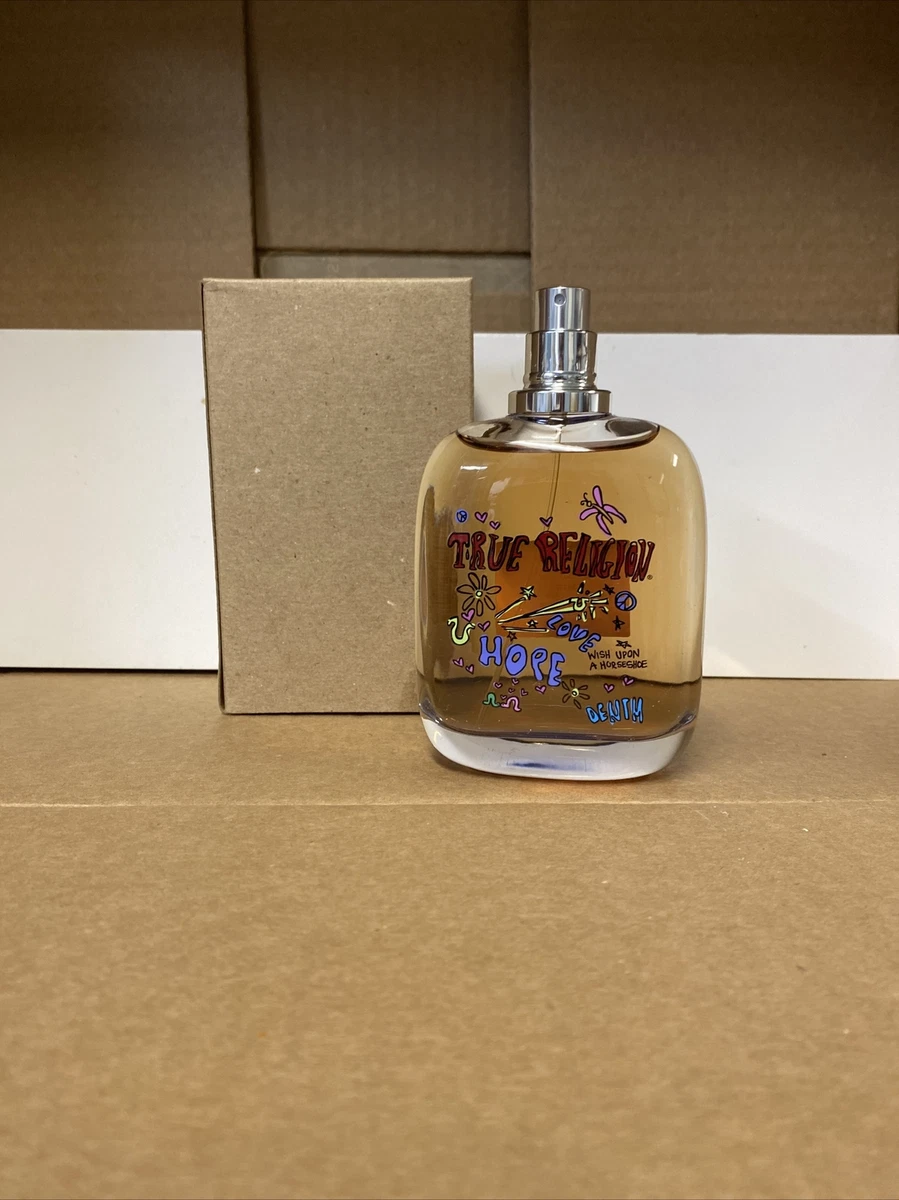 TRUE RELIGION®
LOVE
HOPE
WISH UPON
A HORSESHOE
DENIM